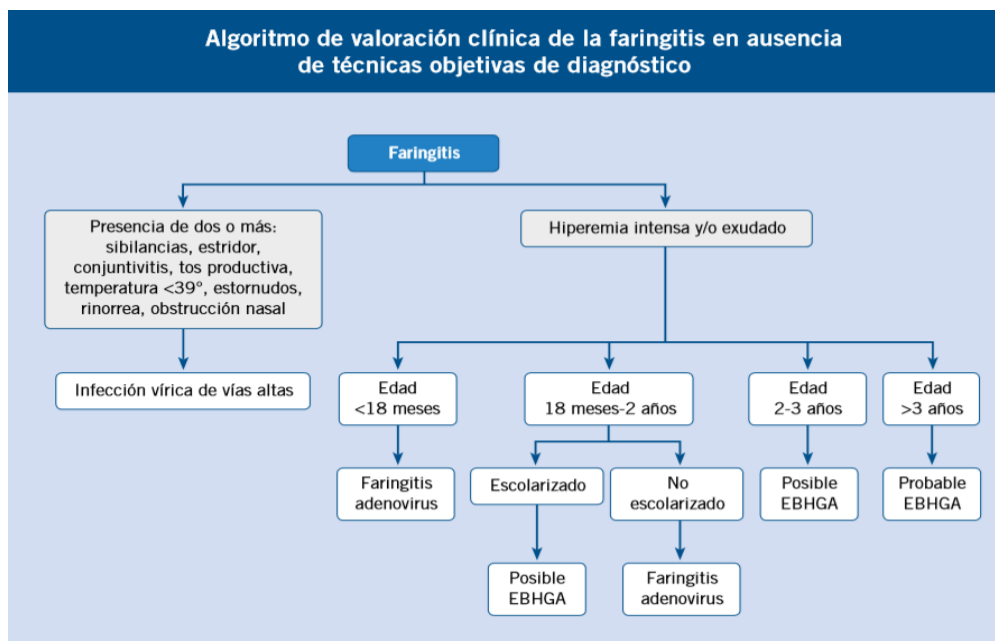 Algoritmo de valoración clínica de la faringitis en ausencia
de técnicas objetivas de diagnóstico
Faringitis
Presencia de dos o más:
sibilancias, estridor,
conjuntivitis, tos productiva,
temperatura <39°, estornudos,
rinorrea, obstrucción nasal
Hiperemia intensa y/o exudado
Infección vírica de vías altas
Edad
<18 meses
Edad
18 meses-2 años
Edad
2-3 años
Edad
>3 años
Faringitis
adenovirus
Escolarizado
No
escolarizado
Posible
EBHGA
Probable
EBHGA
Posible
EBHGA
Faringitis
adenovirus